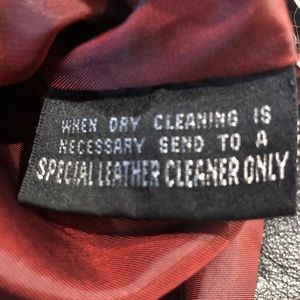 WHEN DRY CLEANING IS
NECESSARY SEND TO A
SPECIAL LEATHER CLEANER ONLY